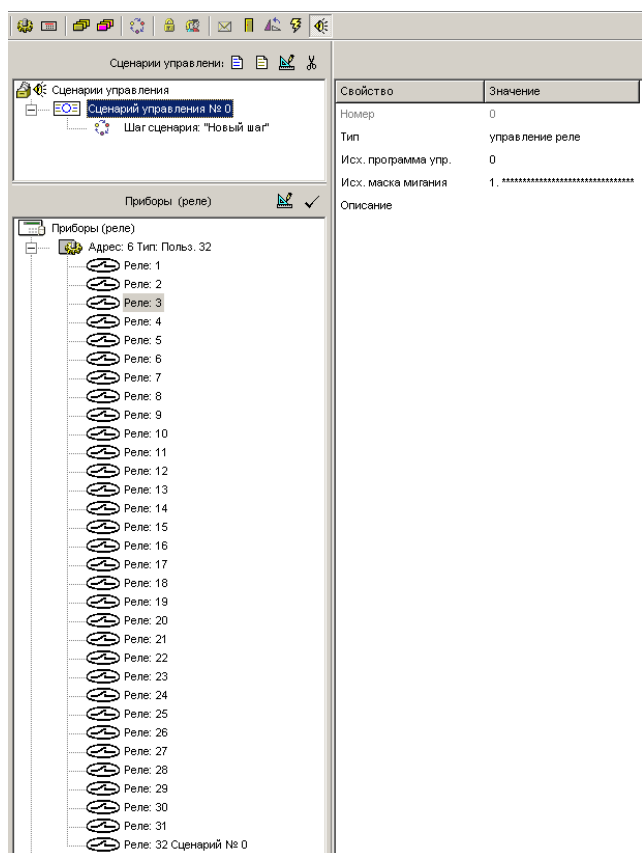 Сценарии управлени:
Сценарии управления
Сценарий управления № 0
Шаг сценария: "Новый шаг"
Приборы (реле)
Приборы (реле)
Адрес: 6 Тип: Польз. 32
Реле: 1
Реле: 2
Реле: 3
Реле: 4
Реле: 5
Реле: 6
Реле: 7
Реле: 8
Реле: 9
Реле: 10
Реле: 11
Реле: 12
Реле: 13
Реле: 14
Реле: 15
Реле: 16
Реле: 17
Реле: 18
Реле: 19
Реле: 20
Реле: 21
Реле: 22
Реле: 23
Реле: 24
Реле: 25
Реле: 26
Реле: 27
Реле: 28
Реле: 29
Реле: 30
Реле: 31
Реле: 32 Сценарий № 0
Свойство Значение
Номер 0
Тип управление реле
Исх. программа упр. 0
Исх. маска мигания 1. ********************************
Описание